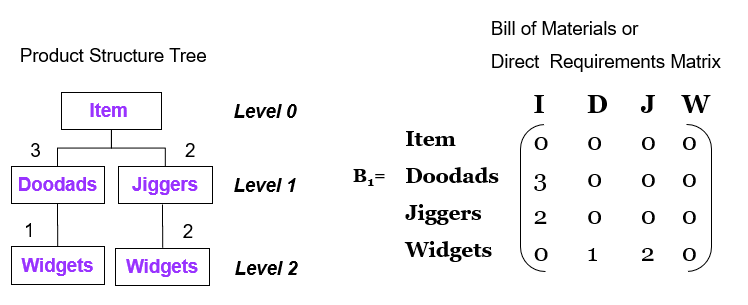 Bill of Materials or
Product Structure Tree
Direct Requirements Matrix
I D J W
Item
Level 0
Item 0 0 0 0
3 2
Doodads
Jiggers
Level 1
B₁= Doodads 3 0 0 0
Jiggers 2 0 0 0
1 2
Widgets 0 1 2 0
Widgets
Widgets
Level 2